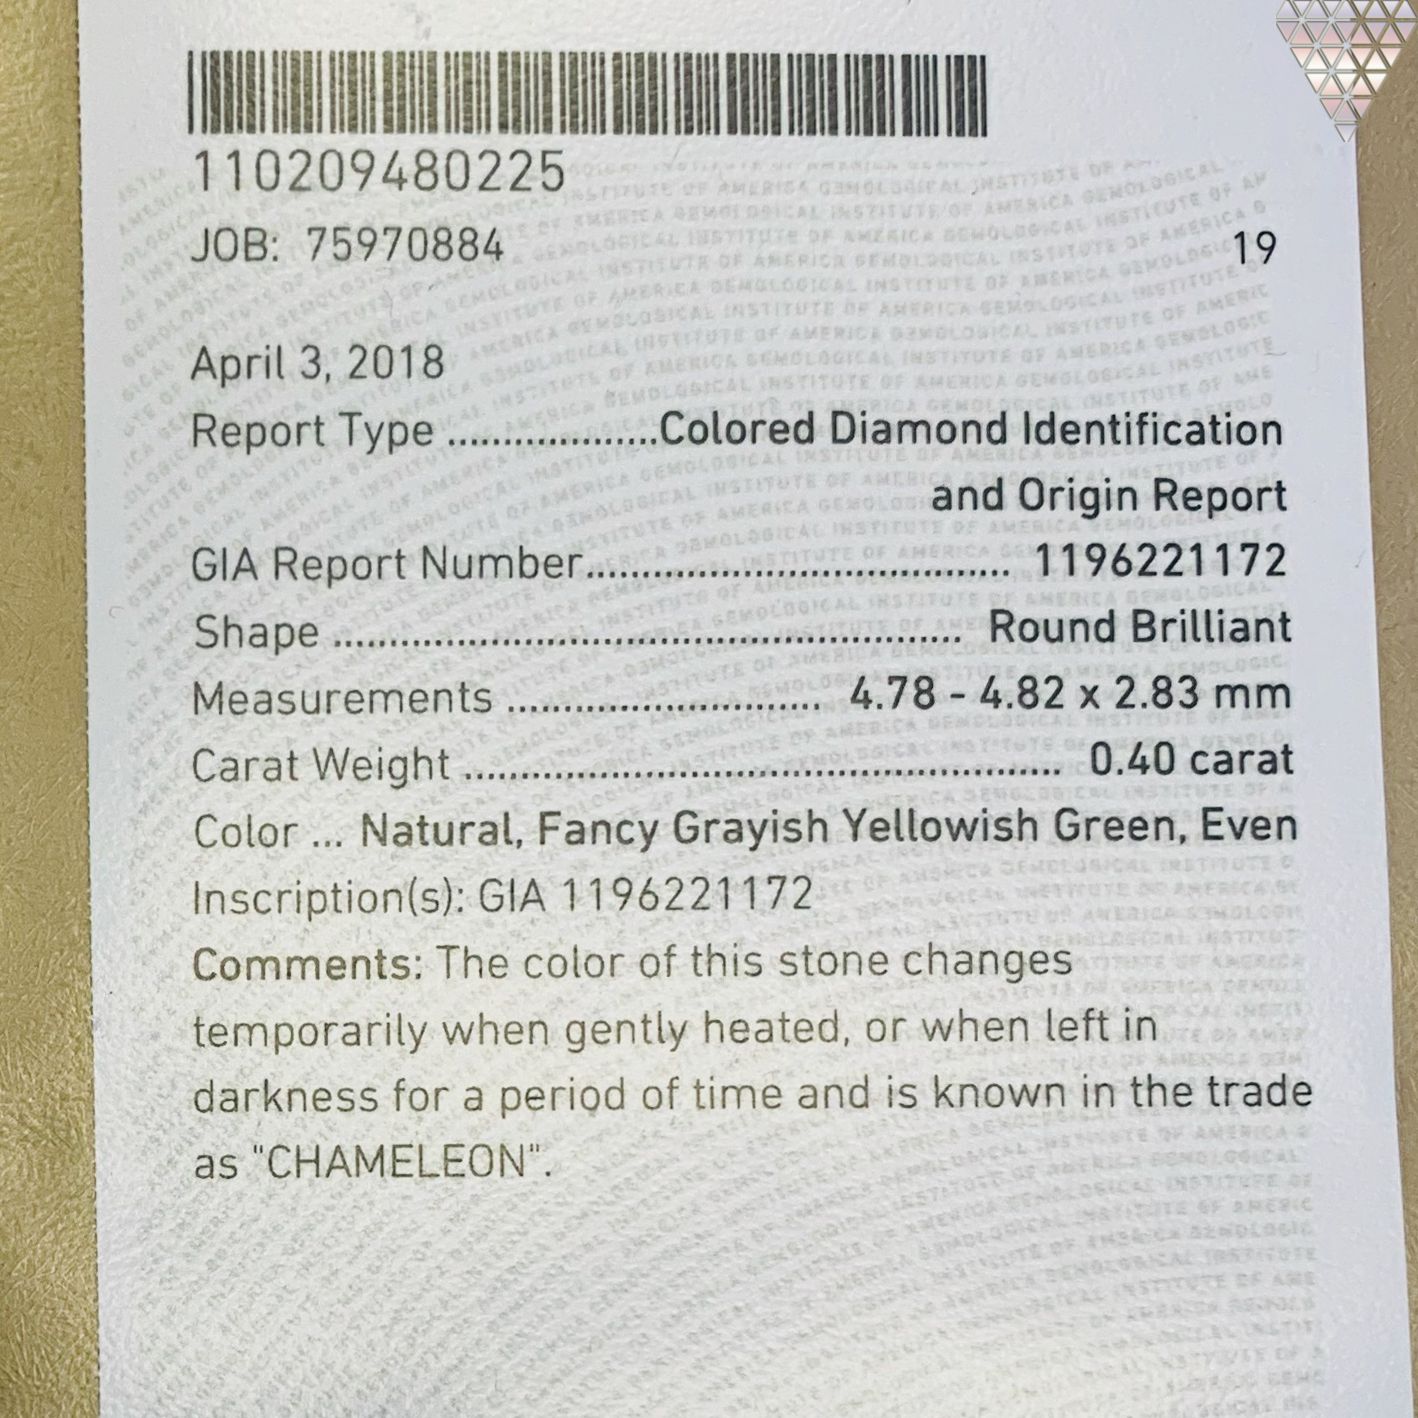 110209480225
JOB: 75970884 19
April 3, 2018
Report Type ...................Colored Diamond Identification
and Origin Report
GIA Report Number...................................... 1196221172
Shape ........................................................ Round Brilliant
Measurements ............................ 4.78 - 4.82 x 2.83 mm
Carat Weight ..................................................... 0.40 carat
Color ... Natural, Fancy Grayish Yellowish Green, Even
Inscription(s): GIA 1196221172
Comments: The color of this stone changes
temporarily when gently heated, or when left in
darkness for a period of time and is known in the trade
as "CHAMELEON".